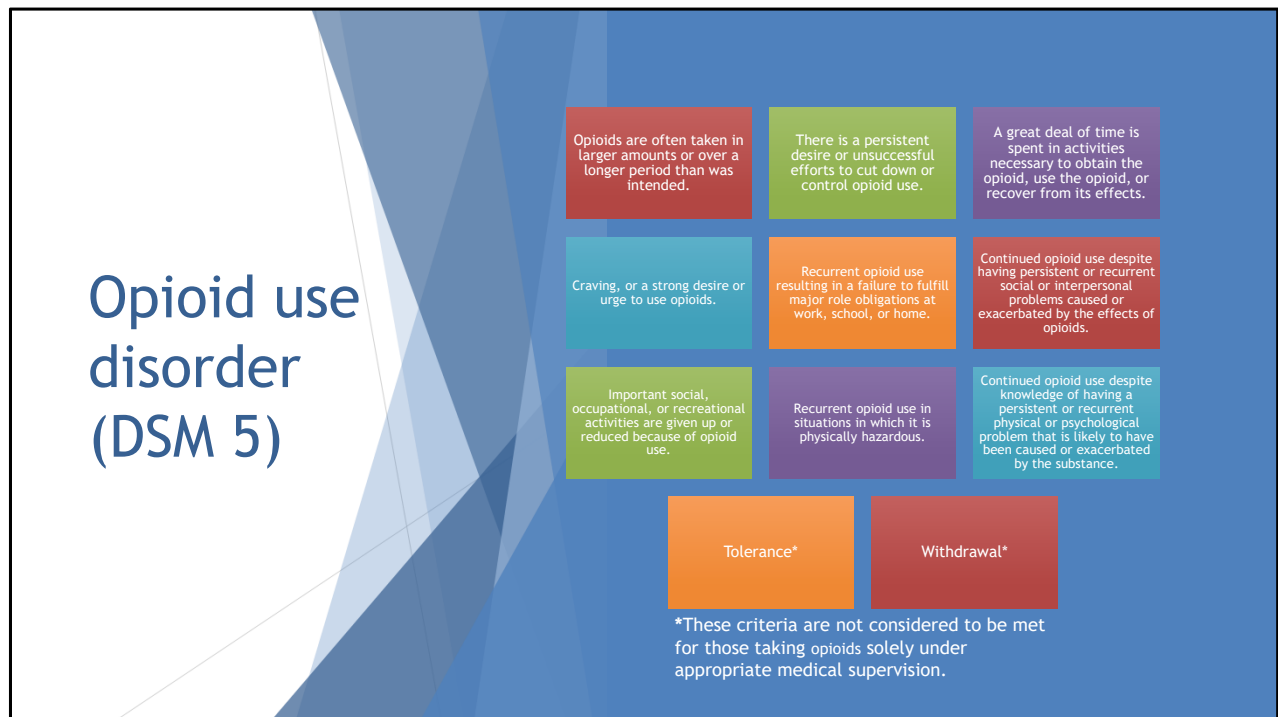 Opioid use
disorder
(DSM 5)
Opioids are often taken in
larger amounts or over a
longer period than was
intended.
There is a persistent
desire or unsuccessful
efforts to cut down or
control opioid use.
A great deal of time is
spent in activities
necessary to obtain the
opioid, use the opioid, or
recover from its effects.
Craving, or a strong desire or
urge to use opioids.
Recurrent opioid use
resulting in a failure to fulfill
major role obligations at
work, school, or home.
Continued opioid use despite
having persistent or recurrent
social or interpersonal
problems caused or
exacerbated by the effects of
opioids.
Important social,
occupational, or recreational
activities are given up or
reduced because of opioid
use.
Recurrent opioid use in
situations in which it is
physically hazardous.
Continued opioid use despite
knowledge of having a
persistent or recurrent
physical or psychological
problem that is likely to have
been caused or exacerbated
by the substance.
Tolerance*
Withdrawal*
*These criteria are not considered to be met
for those taking opioids solely under
appropriate medical supervision.